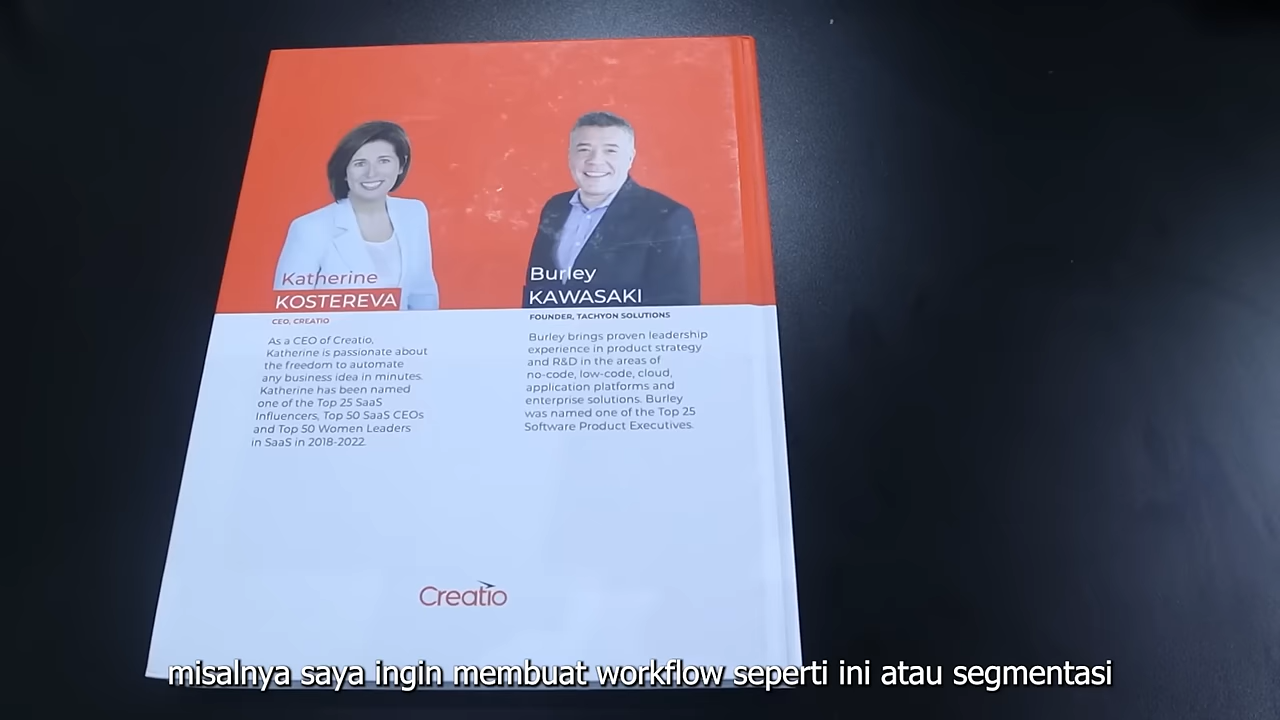 Katherine
KOSTEREVA
CEO, CREATIO
As a CEO of Creatio,
Katherine is passionate about
the freedom to automate
any business idea in minutes.
Katherine has been named
one of the Top 25 SaaS
Influencers, Top 50 SaaS CEOs
and Top 50 Women Leaders
in SaaS in 2018-2022.
Burley
KAWASAKI
FOUNDER, TACHYON SOLUTIONS
Burley brings proven leadership
experience in product strategy
and R&D in the areas of
no-code, low-code, cloud,
application platforms and
enterprise solutions. Burley
was named one of the Top 25
Software Product Executives.
Creatio
misalnya saya ingin membuat workflow seperti ini atau segmentasi